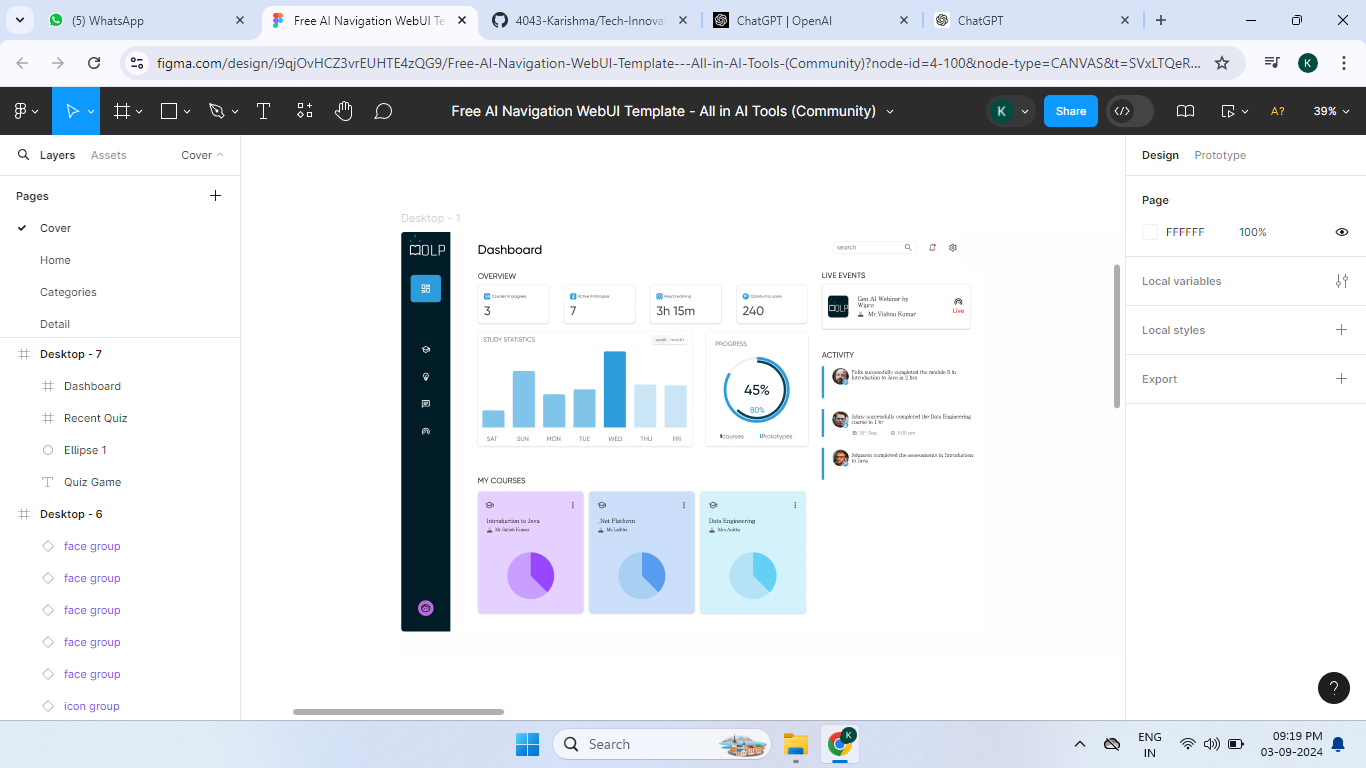 (5) WhatsApp
Free AI Navigation WebUI Te
4043-Karishma/Tech-Innova
ChatGPT | OpenAI
ChatGPT
figma.com/design/i9qjOvHCZ3vrEUHTE4zQG9/Free-AI-Navigation-WebUI-Template---All-in-AI-Tools-(Community)?node-id=4-100&node-type=CANVAS&t=SVxLTQeR...
K
Free AI Navigation WebUI Template - All in AI Tools (Community)
K
Share
A?
39%
Layers
Assets
Cover
Pages
Cover
Home
Categories
Detail
Desktop - 7
Dashboard
Recent Quiz
Ellipse 1
Quiz Game
Desktop - 6
face group
face group
face group
face group
face group
icon group
Desktop - 1
OLP
Dashboard
search
OVERVIEW
Courses in progress
3
Active Prototypes
7
Hours Learning
3h 15m
Community score
240
STUDY STATISTICS
week month
SAT SUN MON TUE WED THU FRI
PROGRESS
45%
80%
courses
Prototypes
LIVE EVENTS
OLP
Gen AI Webinar by
Wipro
Mr.Vishnu Kumar
Live
ACTIVITY
Felix successfully completed the module 5 in
Introduction to Java in 2 hrs
Johny successfully completed the Data Engineering
course in 1 hr
Sep
11:00 am
Johnson completed the assessments in Introduction
to Java
MY COURSES
Introduction to Java
Mr.Satish Kumar
.Net Platform
Ms.Lalitha
Data Engineering
Mrs.Anitha
Design
Prototype
Page
FFFFFF
100%
Local variables
Local styles
Export
?
Search
K
ENG
IN
09:19 PM
03-09-2024